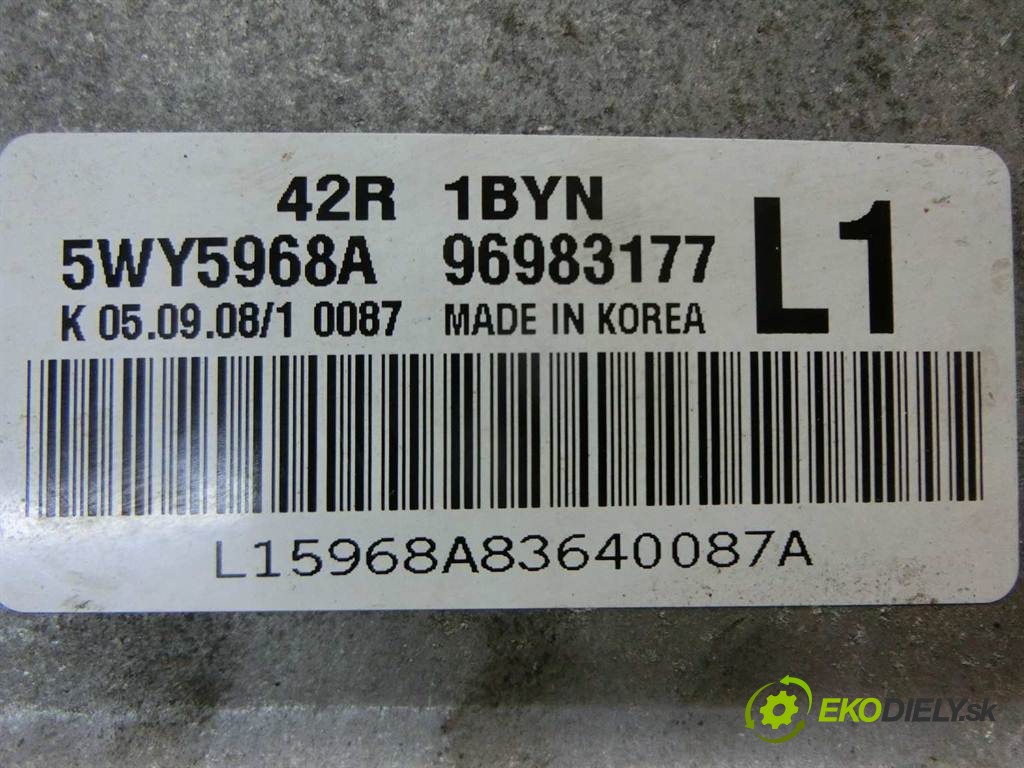 42R 1BYN
5WY5968A 96983177 L1
K 05.09.08/1 0087 MADE IN KOREA
L15968A83640087A
EKODIELY.sk